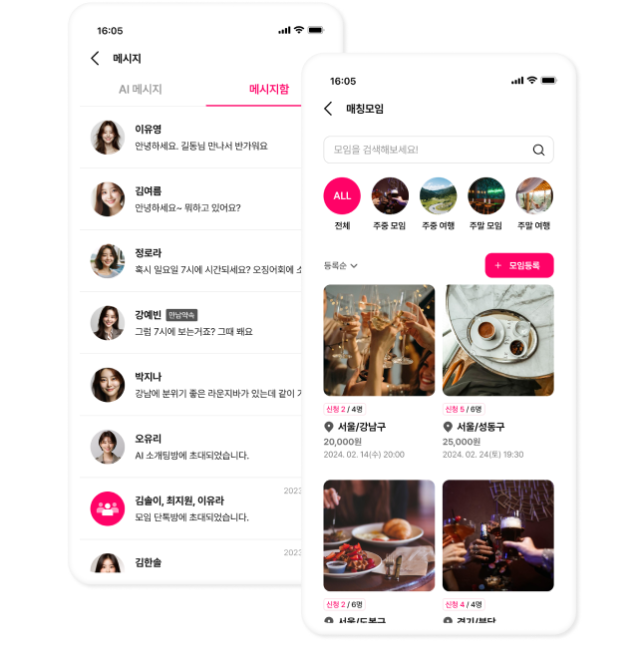 16:05
메시지
AI 메시지
메시지함
이유영
안녕하세요. 길동님 만나서 반가워요
김여름
안녕하세요~ 뭐하고 있어요?
정로라
혹시 일요일 7시에 시간되세요? 오징어회에 소
강예빈 만남약속
그럼 7시에 보는거죠? 그때 봬요
박지나
강남에 분위기 좋은 라운지바가 있는데 같이 가
오유리
AI 소개팅방에 초대되었습니다.
김솔이, 최지원, 이유라
2023
모임 단톡방에 초대되었습니다.
김한솔
2023
16:05
매칭모임
모임을 검색해보세요!
ALL
전체
주중 모임
주중 여행
주말 모임
주말 여행
등록순
+ 모임등록
신청 2 / 4명
서울/강남구
20,000원
2024. 02. 14(수) 20:00
신청 5 / 6명
서울/성동구
25,000원
2024. 02. 24(토) 19:30
신청 2 / 6명
서울/도봉구
신청 4 / 4명
경기/분당